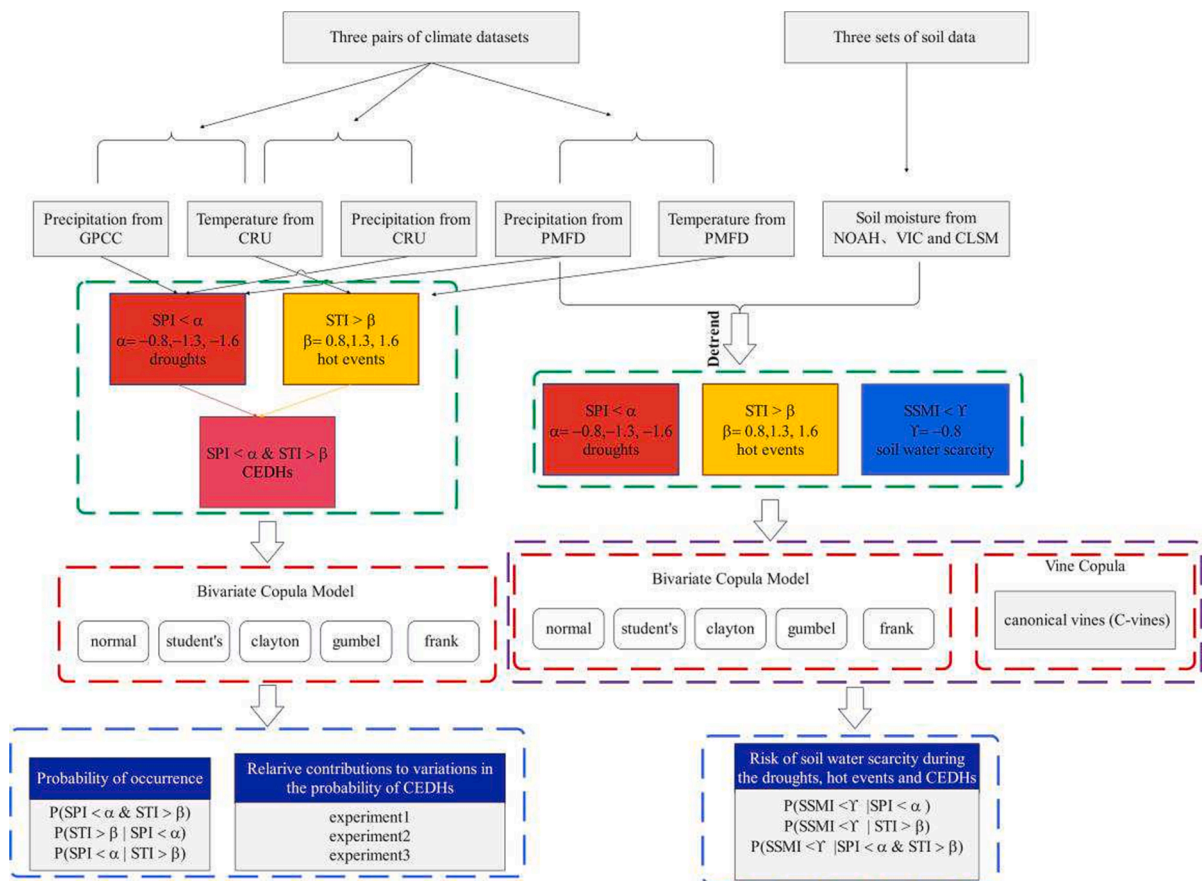 Three pairs of climate datasets
Three sets of soil data
Precipitation from
GPCC
Temperature from
CRU
Precipitation from
CRU
Precipitation from
PMFD
Temperature from
PMFD
Soil moisture from
NOAH、VIC and CLSM
SPI < α
α= −0.8,−1.3, −1.6
droughts
STI > β
β= 0.8,1.3, 1.6
hot events
SPI < α & STI > β
CEDHs
Detrend
SPI < α
α= −0.8,−1.3, −1.6
droughts
STI > β
β= 0.8,1.3, 1.6
hot events
SSMI < ϒ
ϒ= −0.8
soil water scarcity
Bivariate Copula Model
normal
student's
clayton
gumbel
frank
Bivariate Copula Model
normal
student's
clayton
gumbel
frank
Vine Copula
canonical vines (C-vines)
Probability of occurrence
P(SPI < α & STI > β)
P(STI > β | SPI < α)
P(SPI < α | STI > β)
Relarive contributions to variations in
the probability of CEDHs
experiment1
experiment2
experiment3
Risk of soil water scarcity during
the droughts, hot events and CEDHs
P(SSMI <ϒ |SPI < α )
P(SSMI <ϒ | STI > β)
P(SSMI <ϒ |SPI < α & STI > β)